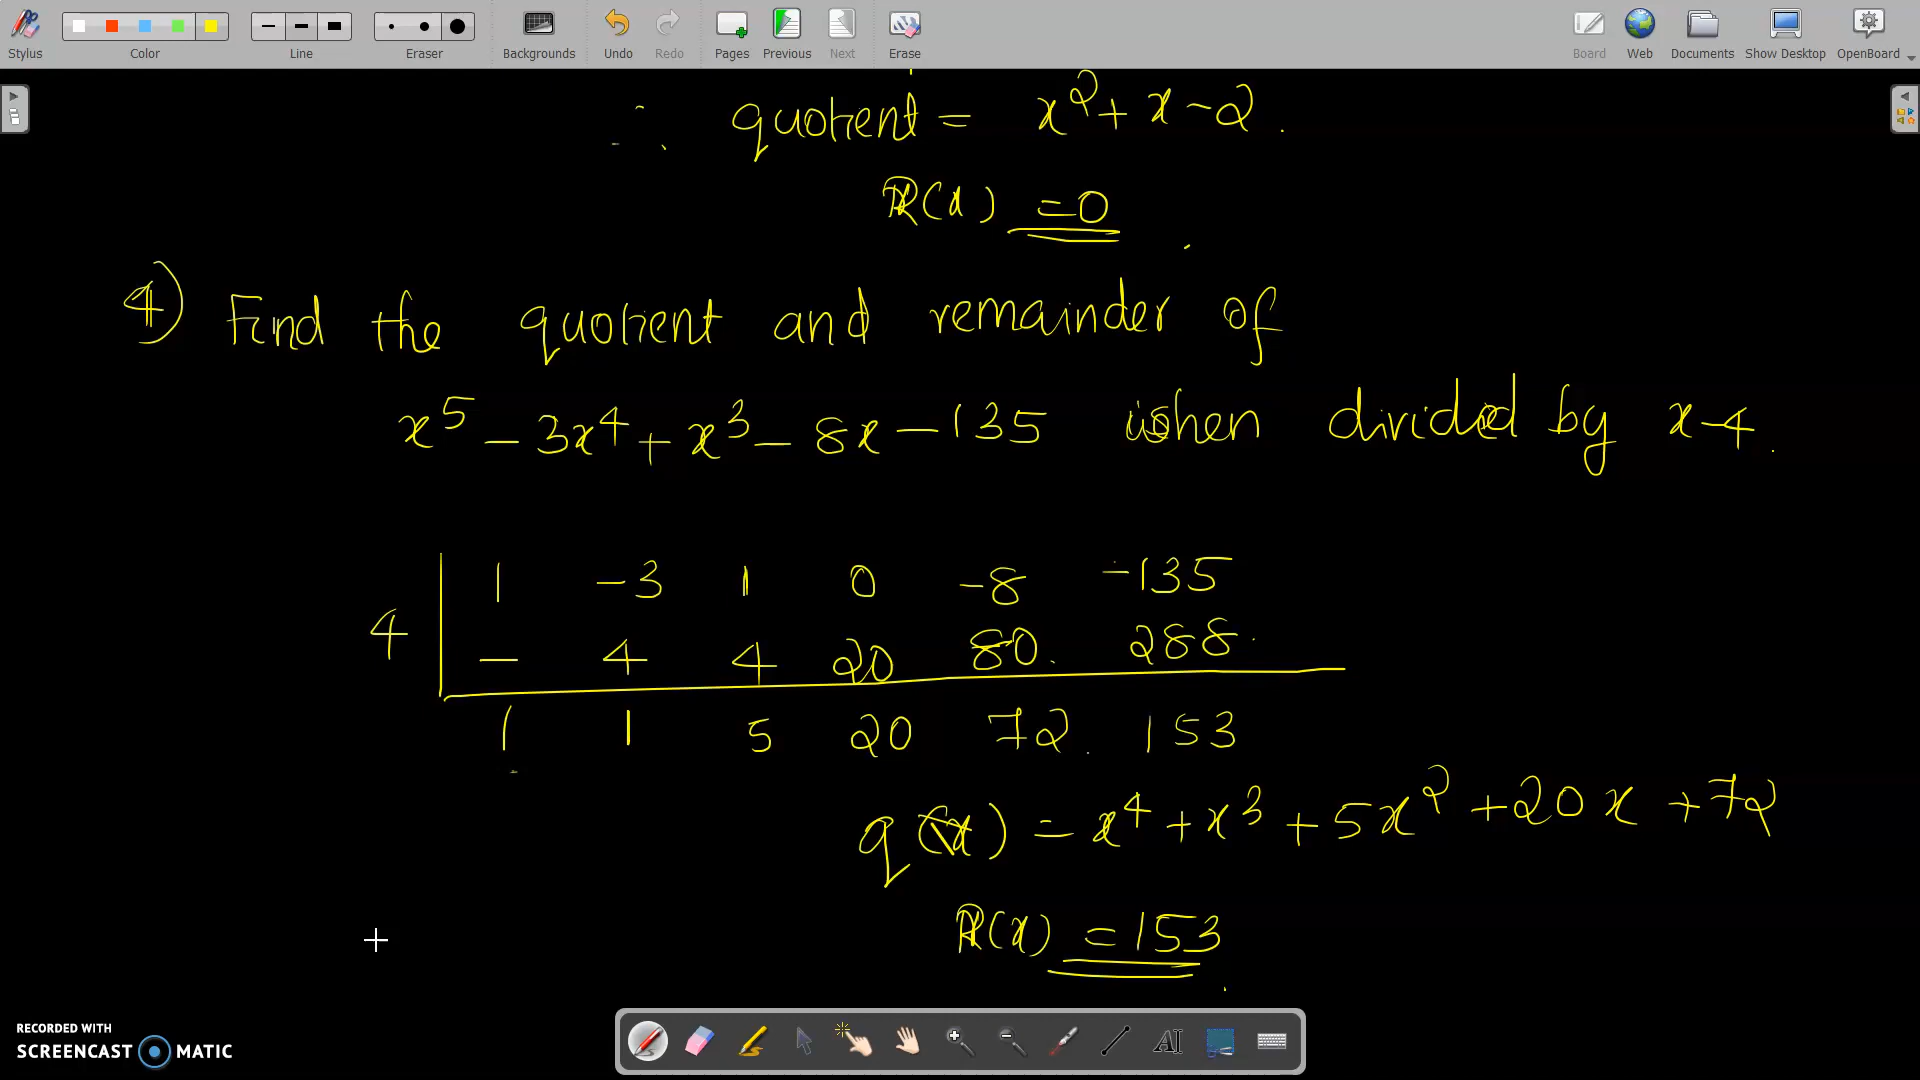 Stylus Color Line Eraser Backgrounds Undo Redo Pages Previous Next Erase Board Web Documents Show Desktop OpenBoard
∴ quotient = x² + x - 2.
R(x) = 0
4) Find the quotient and remainder of
x⁵ - 3x⁴ + x³ - 8x - 135 when divided by x-4.
1 -3 1 0 -8 -135
4
- 4 4 20 80. 288.
1 1 5 20 72. 153
q(x) = x⁴ + x³ + 5x² + 20x + 72
R(x) = 153
RECORDED WITH
SCREENCAST MATIC